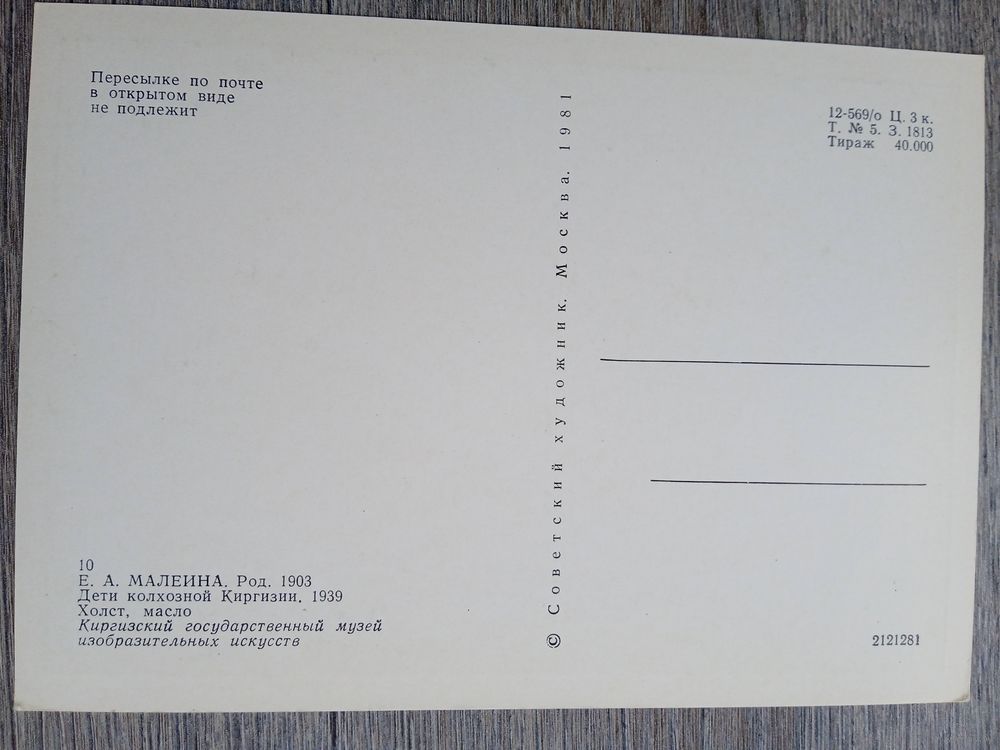 Пересылке по почте
в открытом виде
не подлежит
12-569/о Ц. 3 к.
Т. № 5. З. 1813
Тираж 40.000
© Советский художник. Москва. 1981
10
Е. А. МАЛЕИНА. Род. 1903
Дети колхозной Киргизии. 1939
Холст, масло
Киргизский государственный музей
изобразительных искусств
2121281